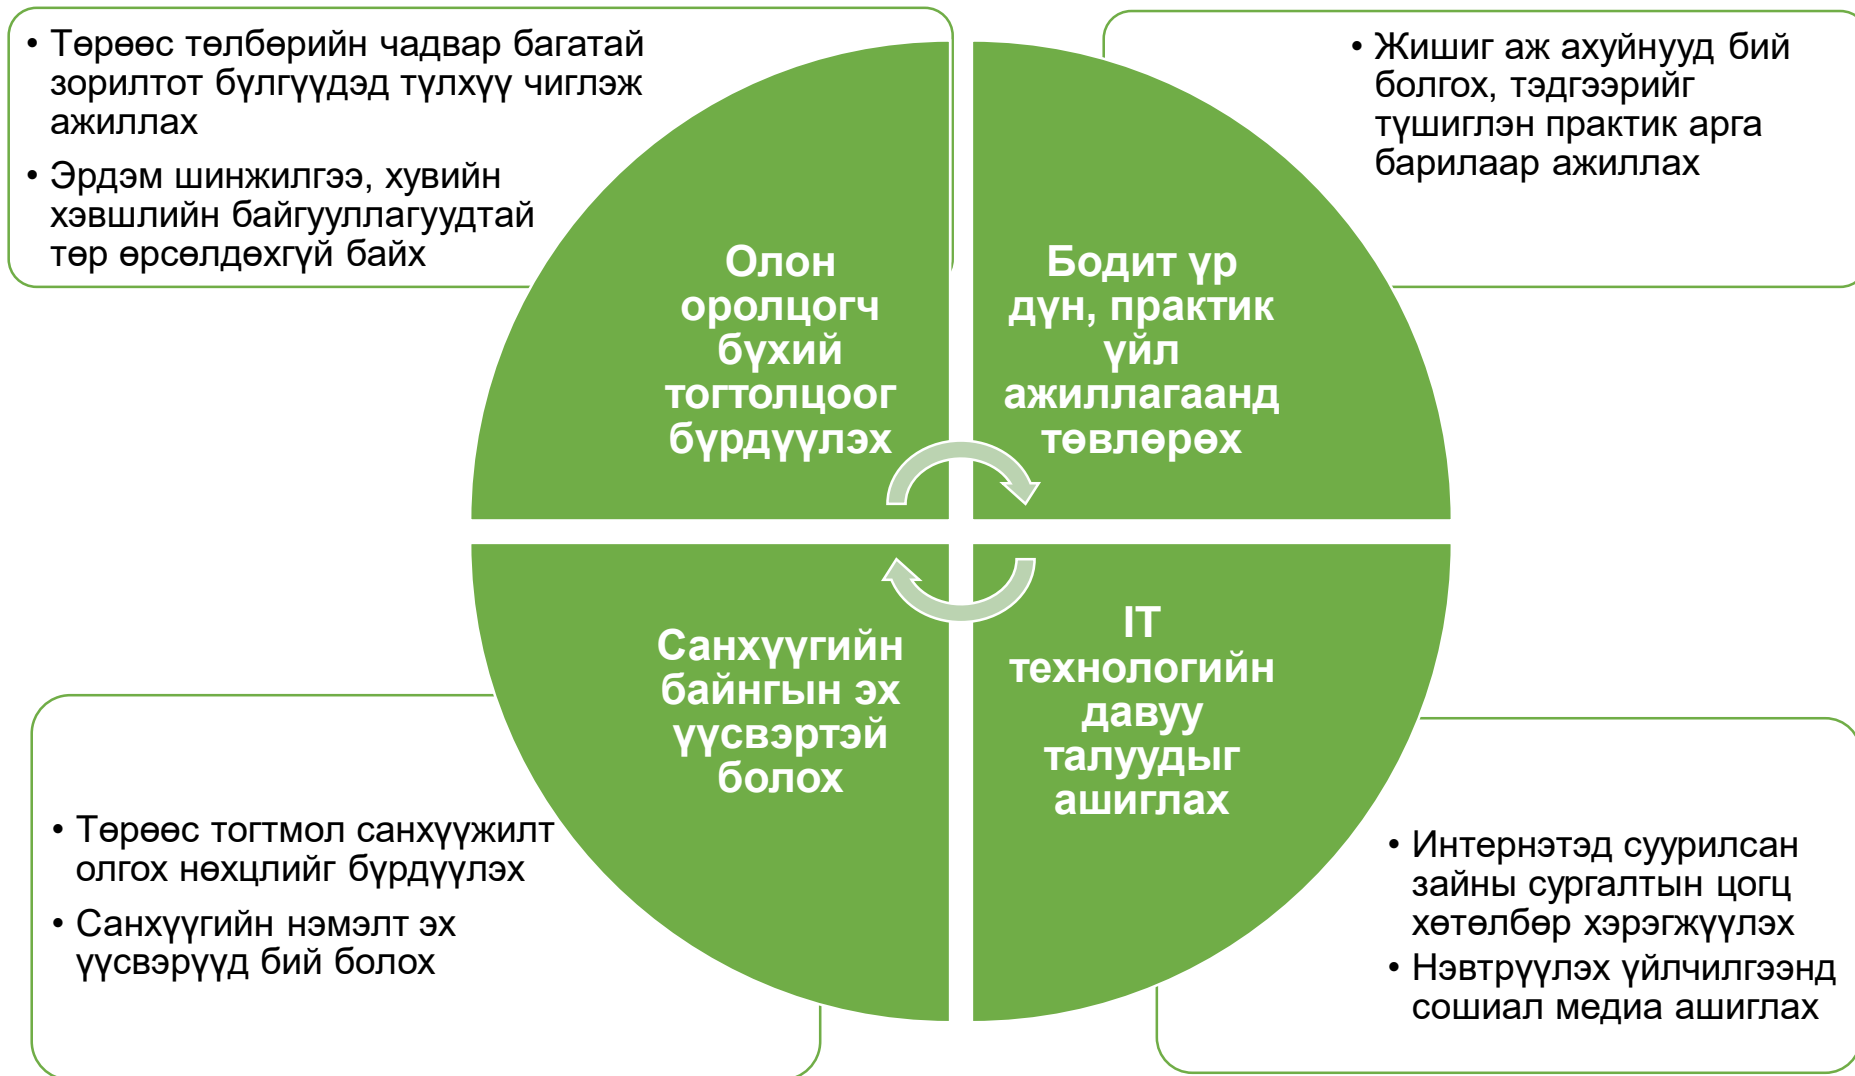 • Төрөөс төлбөрийн чадвар багатай
зорилтот бүлгүүдэд түлхүү чиглэж
ажиллах
• Эрдэм шинжилгээ, хувийн
хэвшлийн байгууллагуудтай
төр өрсөлдөхгүй байх
• Жишиг аж ахуйнууд бий
болгох, тэдгээрийг
түшиглэн практик арга
барилаар ажиллах
Олон
оролцогч
бүхий
тогтолцоог
бүрдүүлэх
Бодит үр
дүн, практик
үйл
ажиллагаанд
төвлөрөх
Санхүүгийн
байнгын эх
үүсвэртэй
болох
IT
технологийн
давуу
талуудыг
ашиглах
• Төрөөс тогтмол санхүүжилт
олгох нөхцлийг бүрдүүлэх
• Санхүүгийн нэмэлт эх
үүсвэрүүд бий болох
• Интернэтэд суурилсан
зайны сургалтын цогц
хөтөлбөр хэрэгжүүлэх
• Нэвтрүүлэх үйлчилгээнд
сошиал медиа ашиглах